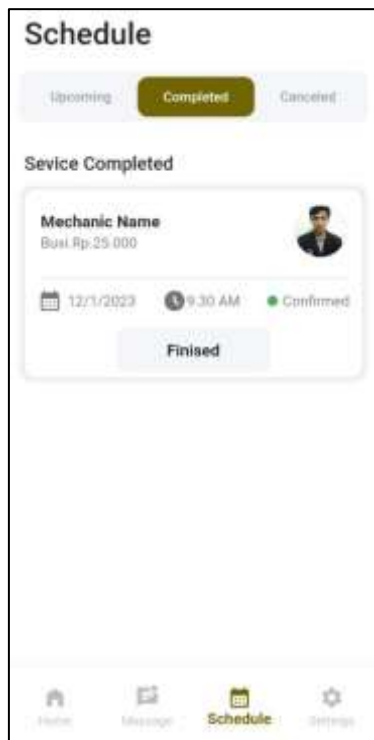 Schedule
Upcoming Completed Canceled
Sevice Completed
Mechanic Name
Busi.Rp.25.000
12/1/2023 9.30 AM Confirmed
Finised
Home Message Schedule Settings